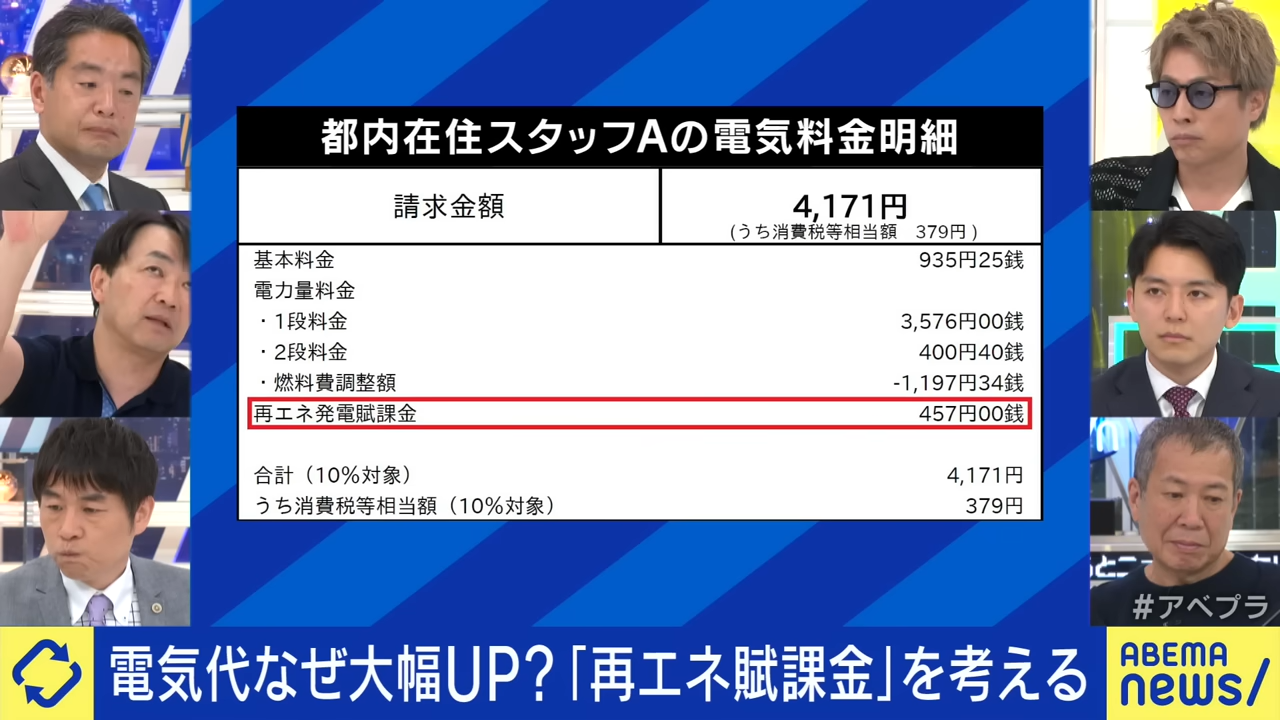 都内在住スタッフAの電気料金明細
請求金額
4,171円
(うち消費税等相当額 379円)
基本料金 935円25銭
電力量料金
・1段料金 3,576円00銭
・2段料金 400円40銭
・燃料費調整額 -1,197円34銭
再エネ発電賦課金 457円00銭
合計（10%対象） 4,171円
うち消費税等相当額（10%対象） 379円
#アベプラ
電気代なぜ大幅UP?「再エネ賦課金」を考える
ABEMA
news/